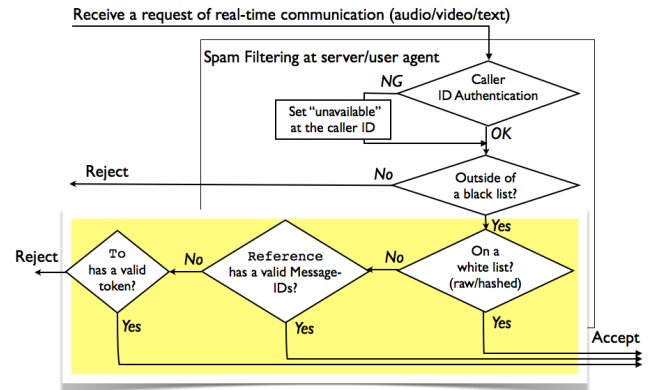 Receive a request of real-time communication (audio/video/text)
Spam Filtering at server/user agent
NG
Caller
ID Authentication
Set “unavailable”
at the caller ID
OK
Reject
No
Outside of
a black list?
Yes
Reject
To
has a valid
token?
No
Reference
has a valid Message-
IDs?
No
On a
white list?
(raw/hashed)
Yes
Yes
Yes
Accept